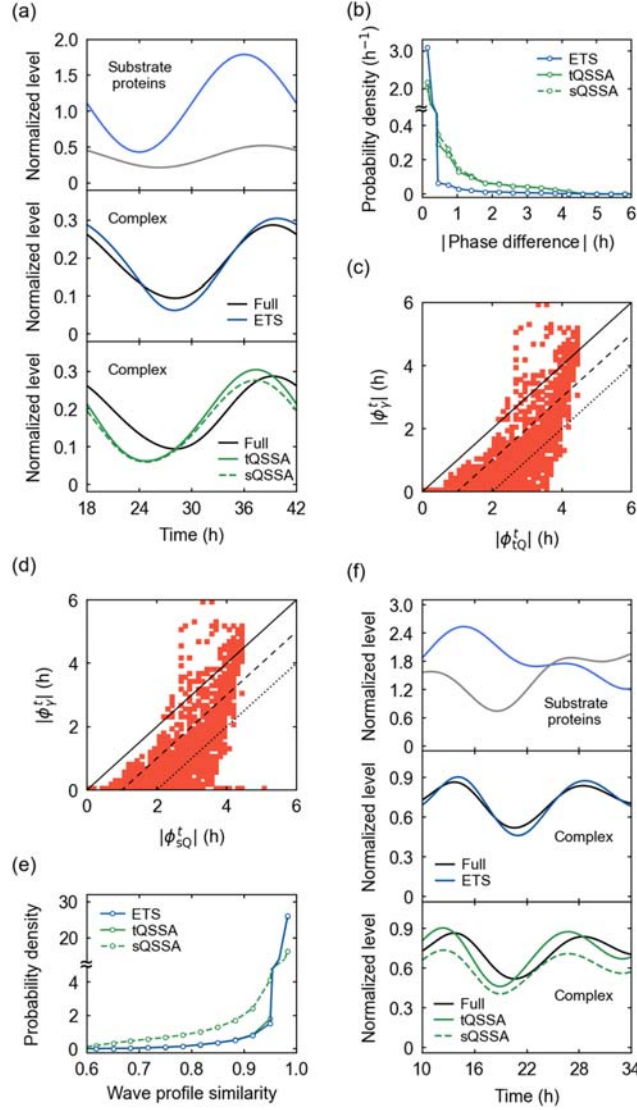 (a)
2.0
1.5
1.0
0.5
0
Normalized level
Substrate
proteins
0.3
0.2
0.1
0
Normalized level
Complex
Full
ETS
0.3
0.2
0.1
0
Normalized level
Complex
Full
tQSSA
sQSSA
18 24 30 36 42
Time (h)
(b)
Probability density (h⁻¹)
3.0
2.0
0.4
0.2
0
ETS
tQSSA
sQSSA
0 1 2 3 4 5 6
|Phase difference| (h)
(c)
6
4
2
0
|ϕᵗᵧ| (h)
0 2 4 6
|ϕᵗtQ| (h)
(d)
6
4
2
0
|ϕᵗᵧ| (h)
0 2 4 6
|ϕᵗsQ| (h)
(e)
Probability density
30
20
4
2
0
ETS
tQSSA
sQSSA
0.6 0.7 0.8 0.9 1.0
Wave profile similarity
(f)
3.0
2.4
1.8
1.2
0.6
0
Normalized level
Substrate
proteins
0.9
0.6
0.3
0
Normalized level
Full
ETS
Complex
0.9
0.6
0.3
0
Normalized level
Full
tQSSA
sQSSA
Complex
10 16 22 28 34
Time (h)